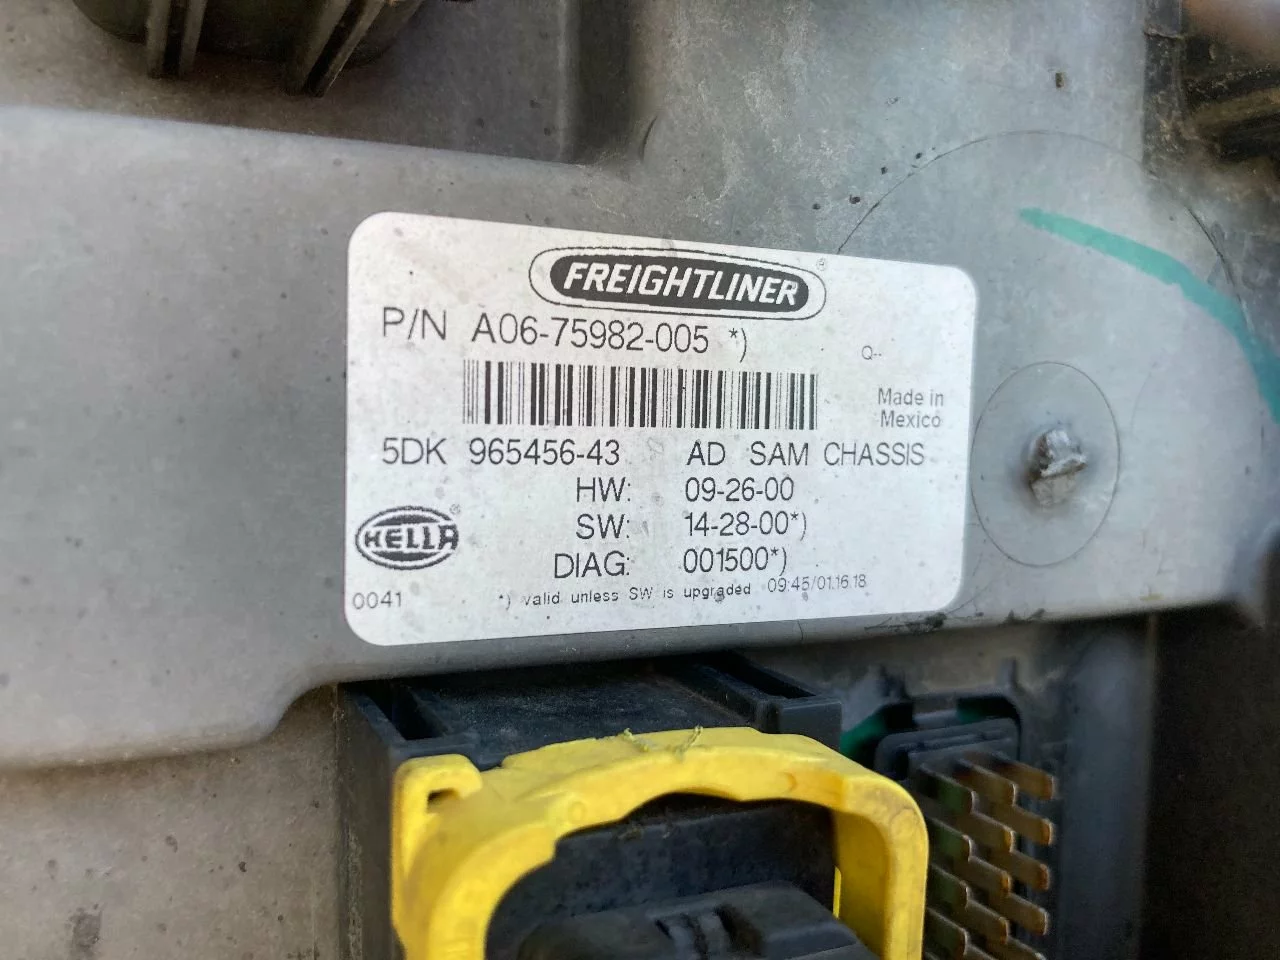 FREIGHTLINER ®
P/N A06-75982-005 *)
Q--
Made in
Mexico
5DK 965456-43 AD SAM CHASSIS
HW: 09-26-00
SW: 14-28-00*)
HELLA ®
DIAG: 001500*)
0041 *) valid unless SW is upgraded 09:45/01.16.18